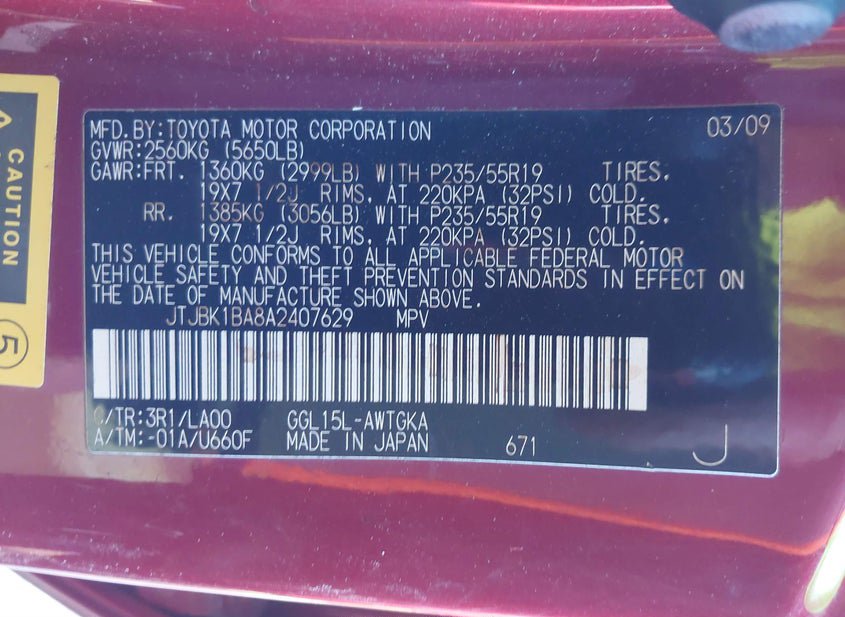 CAUTION
5
MFD.BY:TOYOTA MOTOR CORPORATION 03/09
GVWR:2560KG (5650LB)
GAWR:FRT. 1360KG (2999LB) WITH P235/55R19 TIRES.
19X7 1/2J RIMS, AT 220KPA (32PSI) COLD.
RR. 1385KG (3056LB) WITH P235/55R19 TIRES.
19X7 1/2J RIMS, AT 220KPA (32PSI) COLD.
THIS VEHICLE CONFORMS TO ALL APPLICABLE FEDERAL MOTOR
VEHICLE SAFETY AND THEFT PREVENTION STANDARDS IN EFFECT ON
THE DATE OF MANUFACTURE SHOWN ABOVE.
JTJBK1BA8A2407629 MPV
C/TR:3R1/LA00 GGL15L-AWTGKA
A/TM:-01A/U660F MADE IN JAPAN 671 J